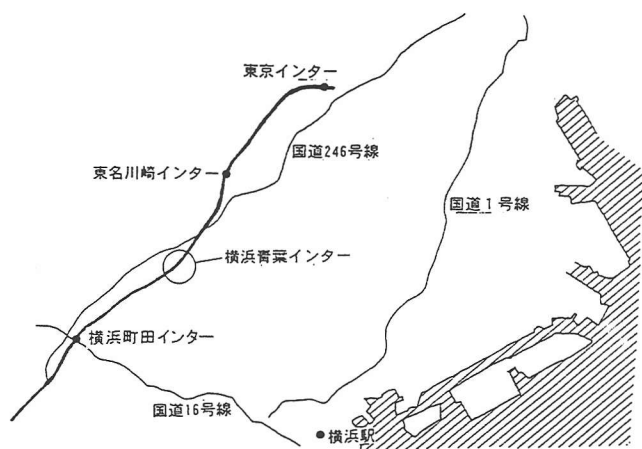 東京インター
国道246号線
東名川崎インター
国道1号線
横浜青葉インター
横浜町田インター
国道16号線
横浜駅